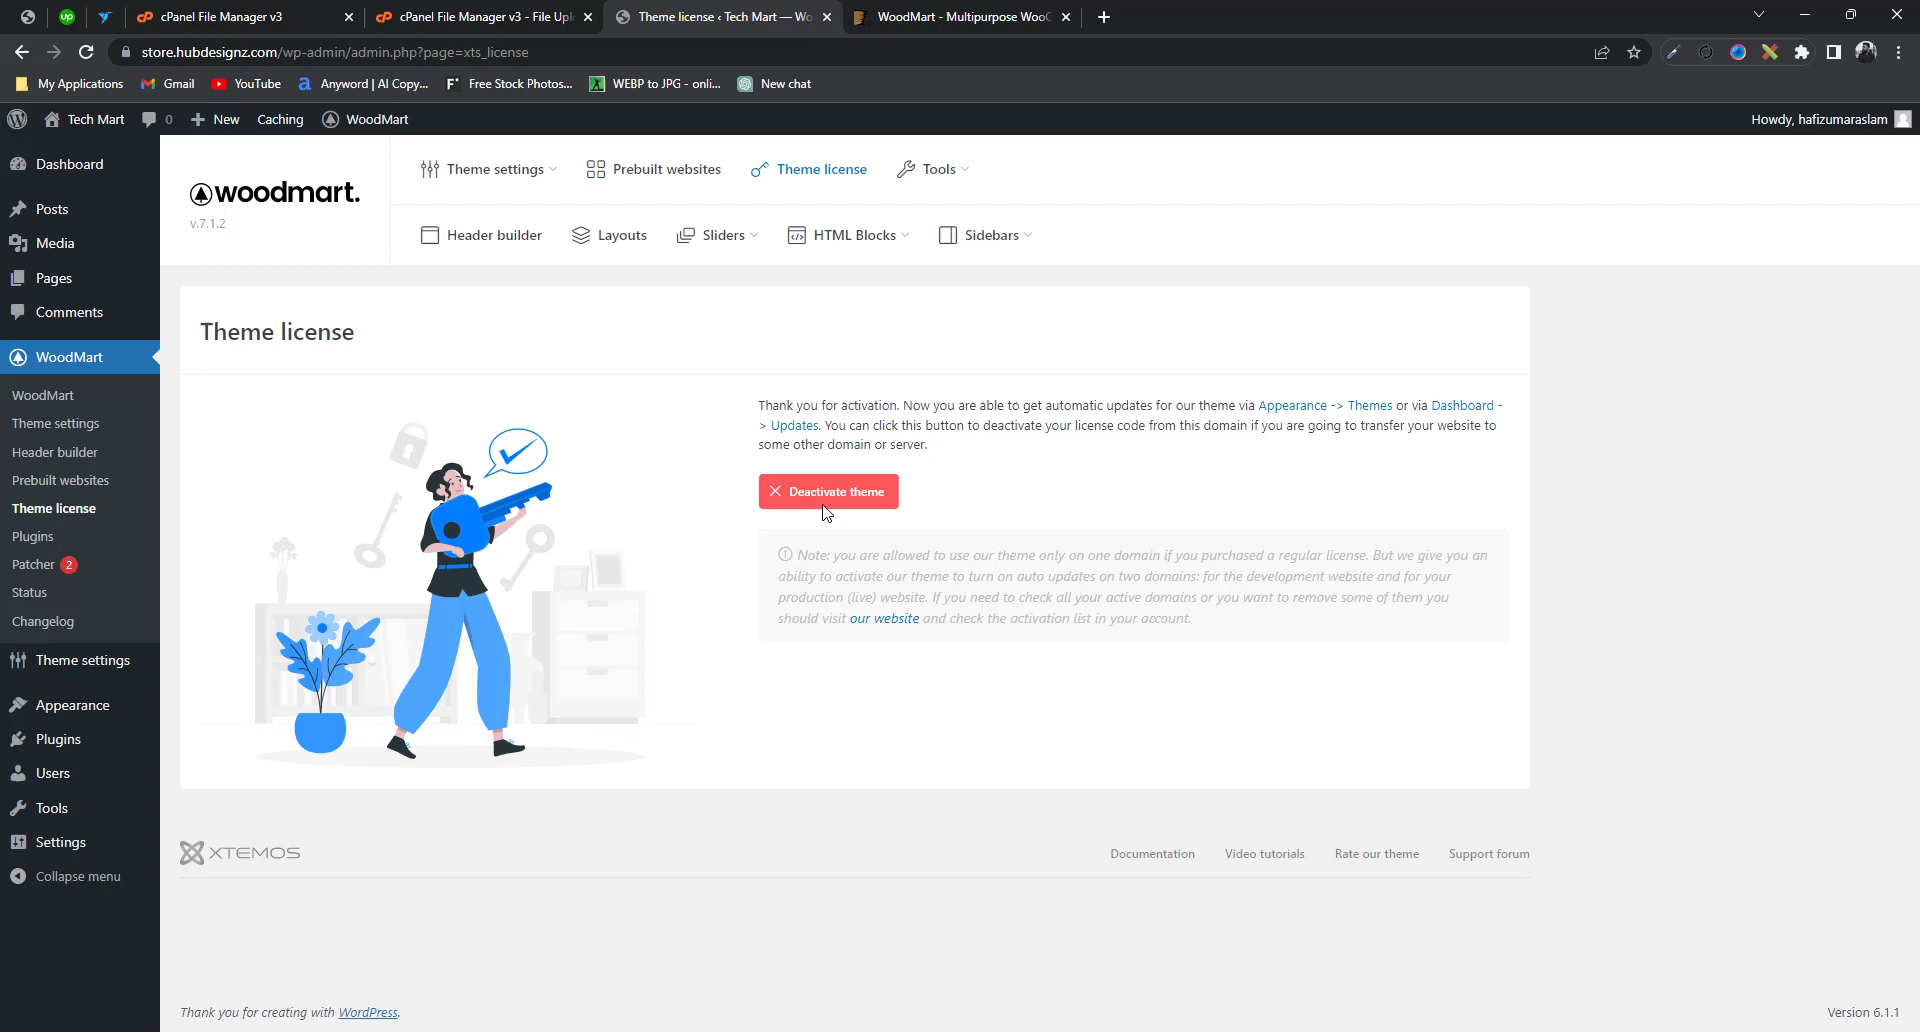 cPanel File Manager v3
cPanel File Manager v3 - File Upl
Theme license ‹ Tech Mart — Wo
WoodMart - Multipurpose WooC
store.hubdesignz.com/wp-admin/admin.php?page=xts_license
My Applications
Gmail
YouTube
Anyword | AI Copy...
Free Stock Photos...
WEBP to JPG - onli...
New chat
Tech Mart
0
New
Caching
WoodMart
Howdy, hafizumaraslam
Dashboard
Posts
Media
Pages
Comments
WoodMart
WoodMart
Theme settings
Header builder
Prebuilt websites
Theme license
Plugins
Patcher 2
Status
Changelog
Theme settings
Appearance
Plugins
Users
Tools
Settings
Collapse menu
woodmart.
v.7.1.2
Theme settings
Prebuilt websites
Theme license
Tools
Header builder
Layouts
Sliders
HTML Blocks
Sidebars
Theme license
Thank you for activation. Now you are able to get automatic updates for our theme via Appearance -> Themes or via Dashboard -
> Updates. You can click this button to deactivate your license code from this domain if you are going to transfer your website to
some other domain or server.
Deactivate theme
Note: you are allowed to use our theme only on one domain if you purchased a regular license. But we give you an
ability to activate our theme to turn on auto updates on two domains: for the development website and for your
production (live) website. If you need to check all your active domains or you want to remove some of them you
should visit our website and check the activation list in your account.
XTEMOS
Documentation
Video tutorials
Rate our theme
Support forum
Thank you for creating with WordPress.
Version 6.1.1